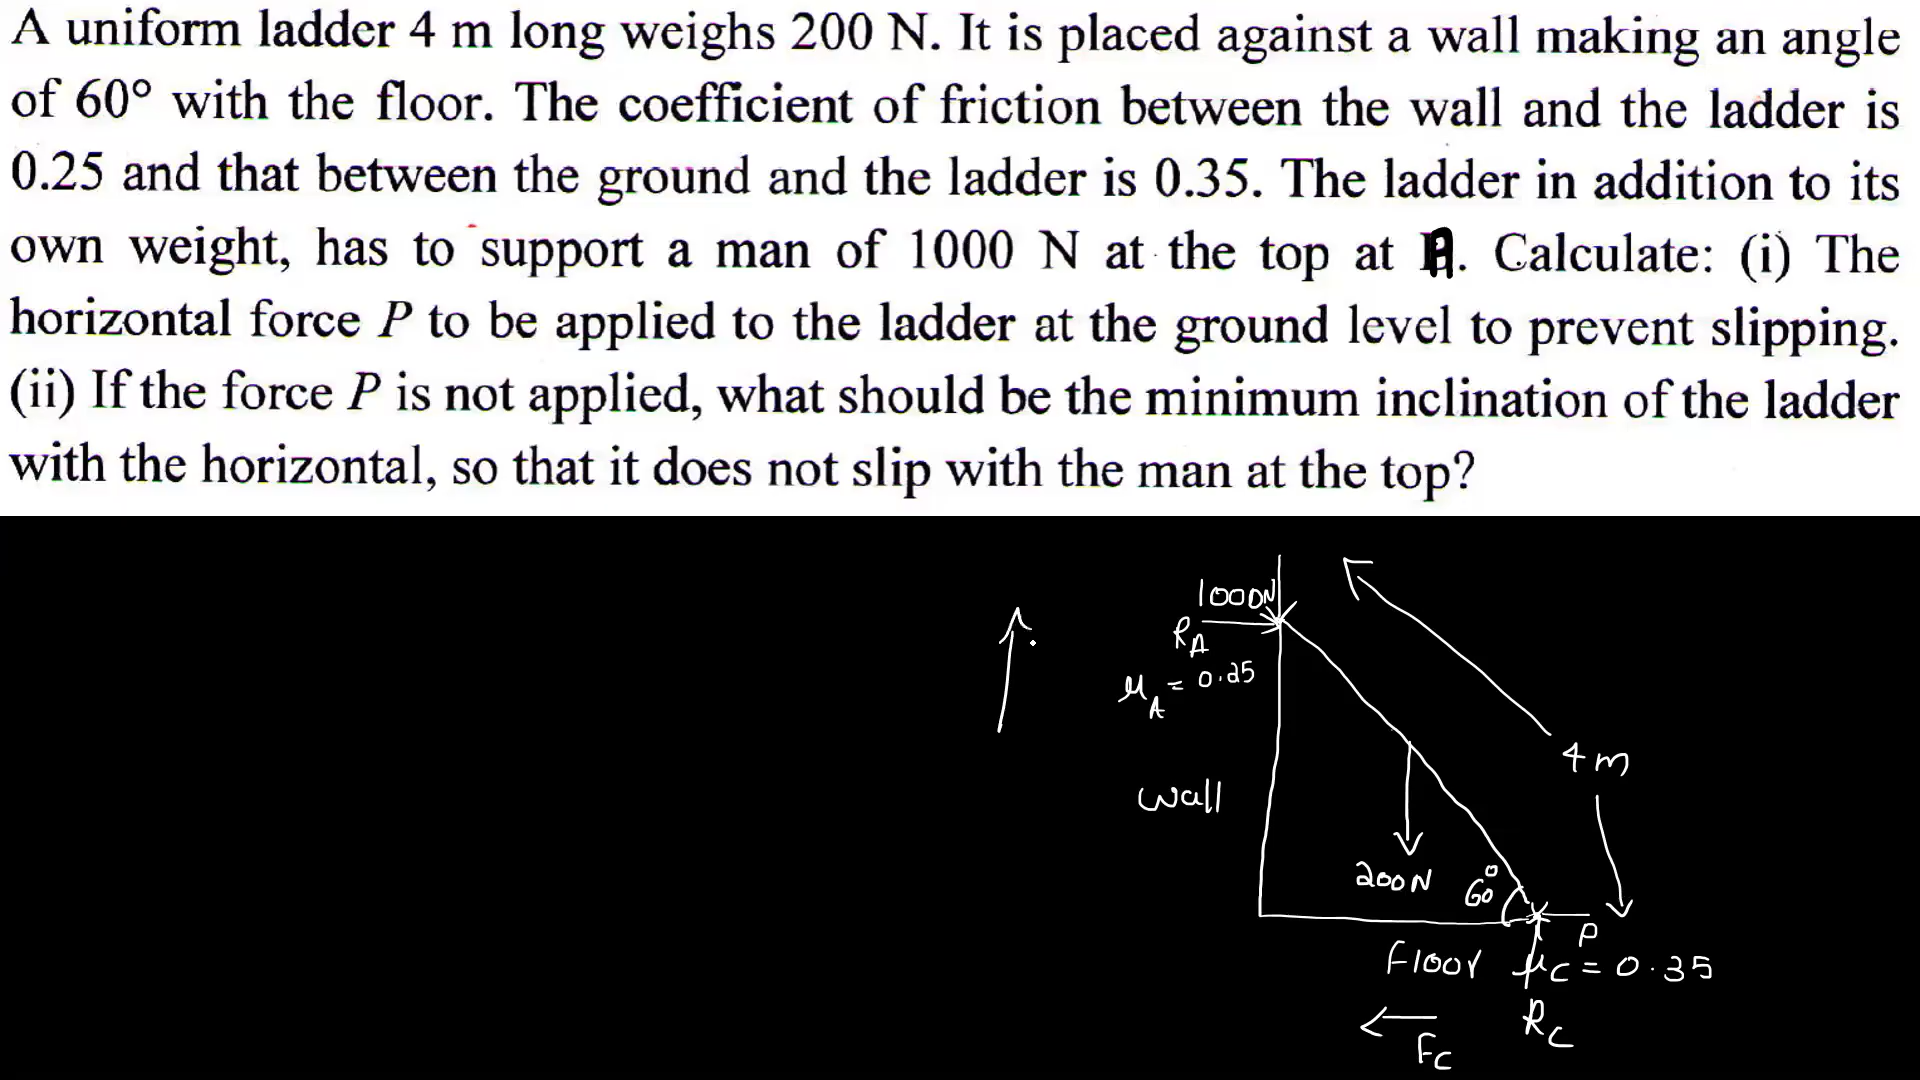 A uniform ladder 4 m long weighs 200 N. It is placed against a wall making an angle
of 60° with the floor. The coefficient of friction between the wall and the ladder is
0.25 and that between the ground and the ladder is 0.35. The ladder in addition to its
own weight, has to support a man of 1000 N at the top at A. Calculate: (i) The
horizontal force P to be applied to the ladder at the ground level to prevent slipping.
(ii) If the force P is not applied, what should be the minimum inclination of the ladder
with the horizontal, so that it does not slip with the man at the top?
1000N
RA
μA = 0.25
4m
wall
200N 60°
P
Floor μC = 0.35
RC
FC